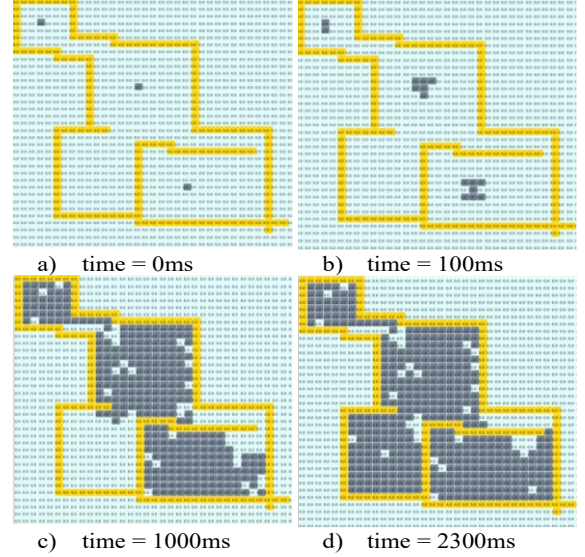 a) time = 0ms
b) time = 100ms
c) time = 1000ms
d) time = 2300ms